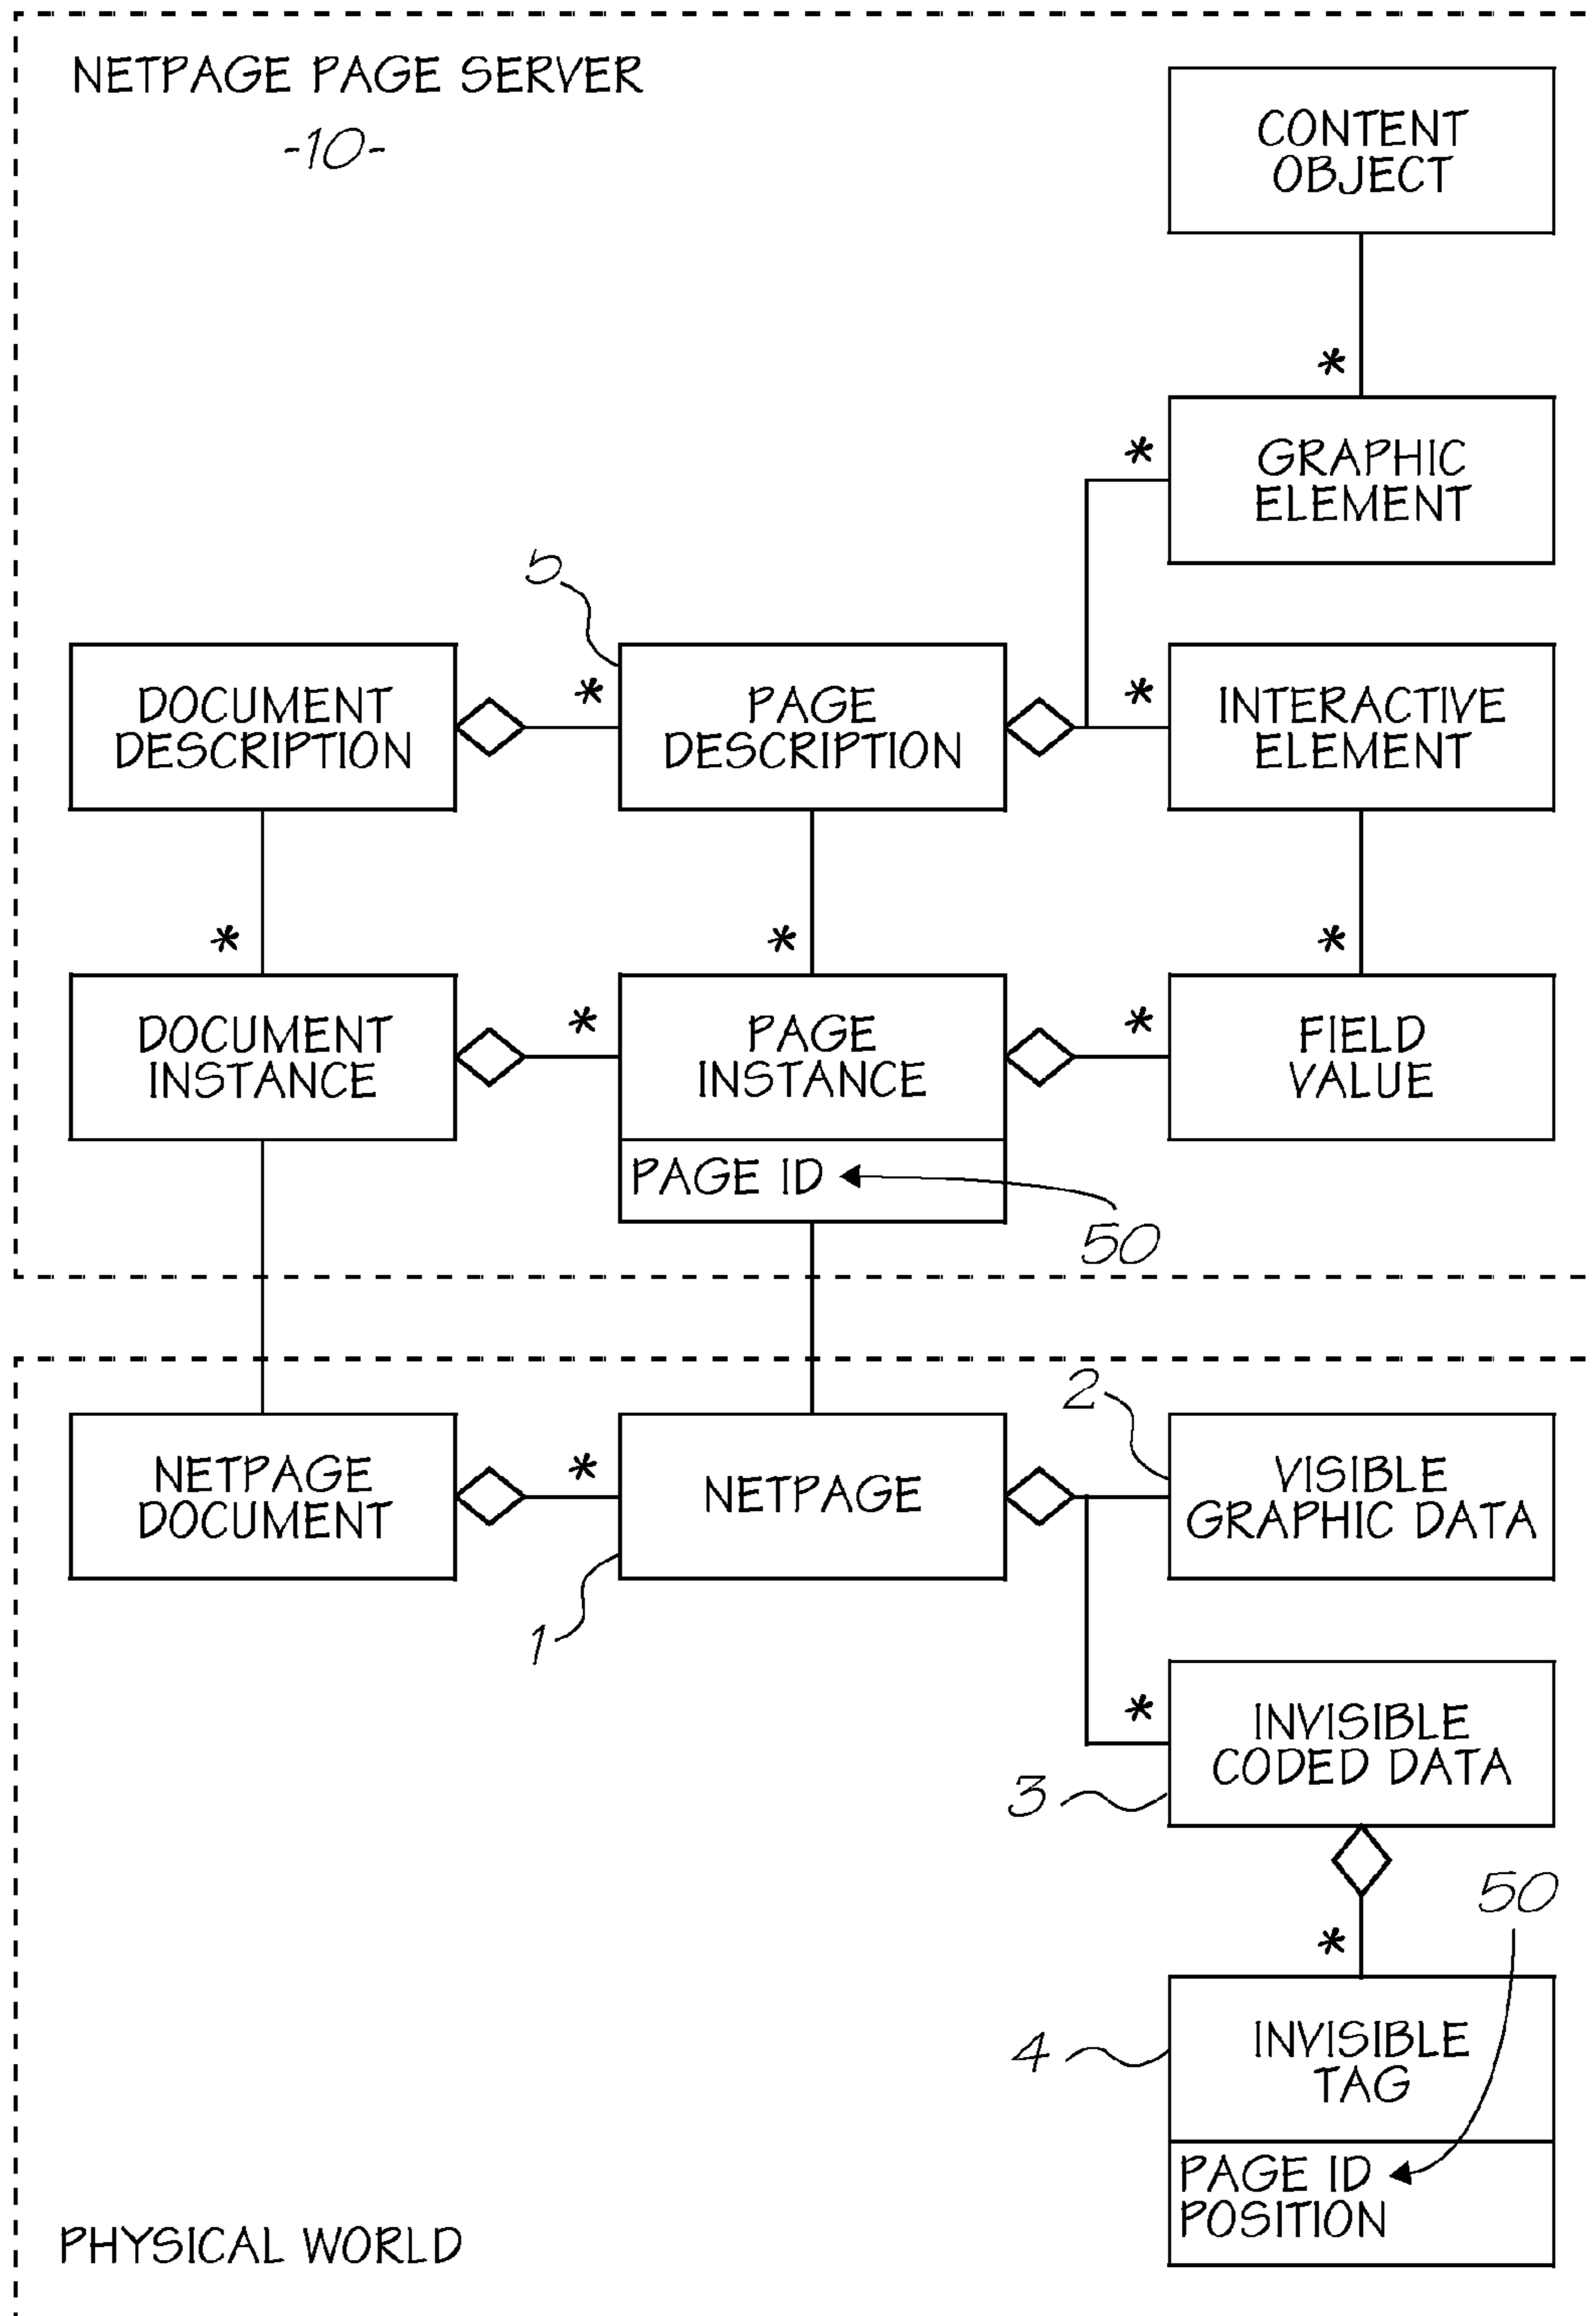 NETPAGE PAGE SERVER
-10-
CONTENT
OBJECT
*
*
GRAPHIC
ELEMENT
5
DOCUMENT
DESCRIPTION
*
PAGE
DESCRIPTION
*
INTERACTIVE
ELEMENT
*
*
*
DOCUMENT
INSTANCE
*
PAGE
INSTANCE
*
FIELD
VALUE
PAGE ID
50
2
NETPAGE
DOCUMENT
*
NETPAGE
VISIBLE
GRAPHIC DATA
1
*
INVISIBLE
CODED DATA
3
50
*
4
INVISIBLE
TAG
PAGE ID
POSITION
PHYSICAL WORLD